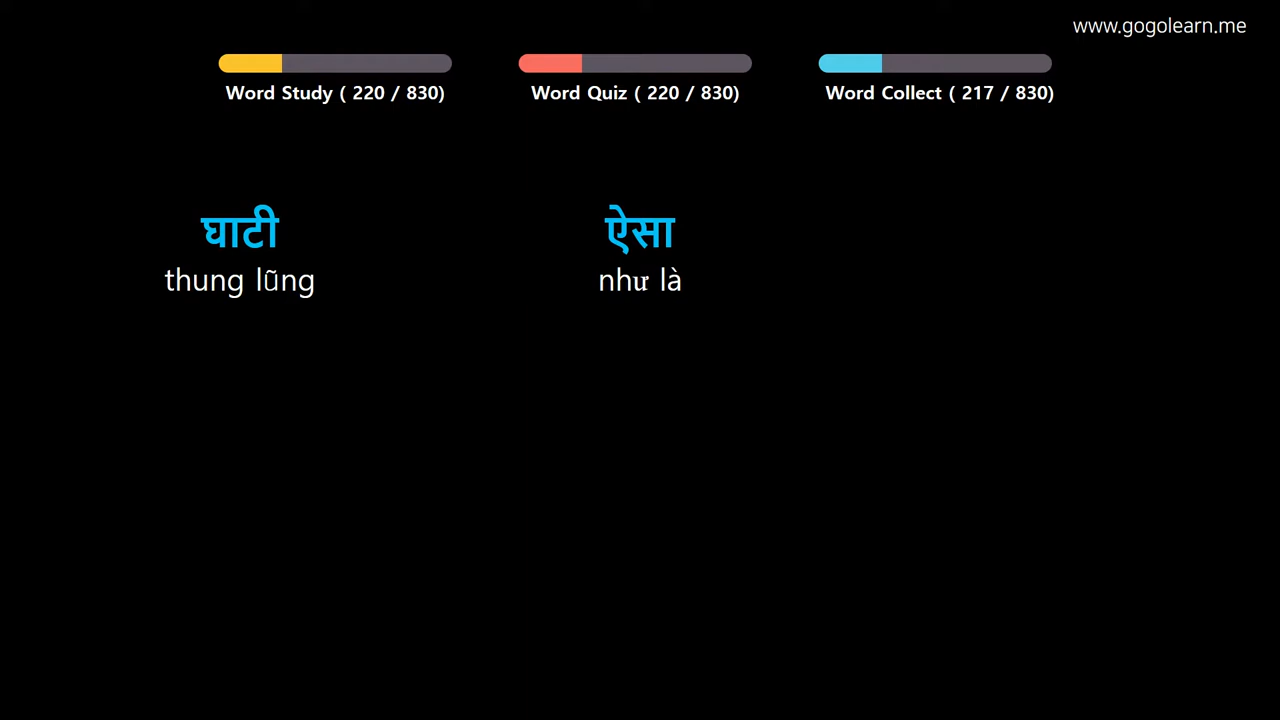 www.gogolearn.me
Word Study ( 220 / 830)
Word Quiz ( 220 / 830)
Word Collect ( 217 / 830)
घाटी
thung lũng
ऐसा
như là